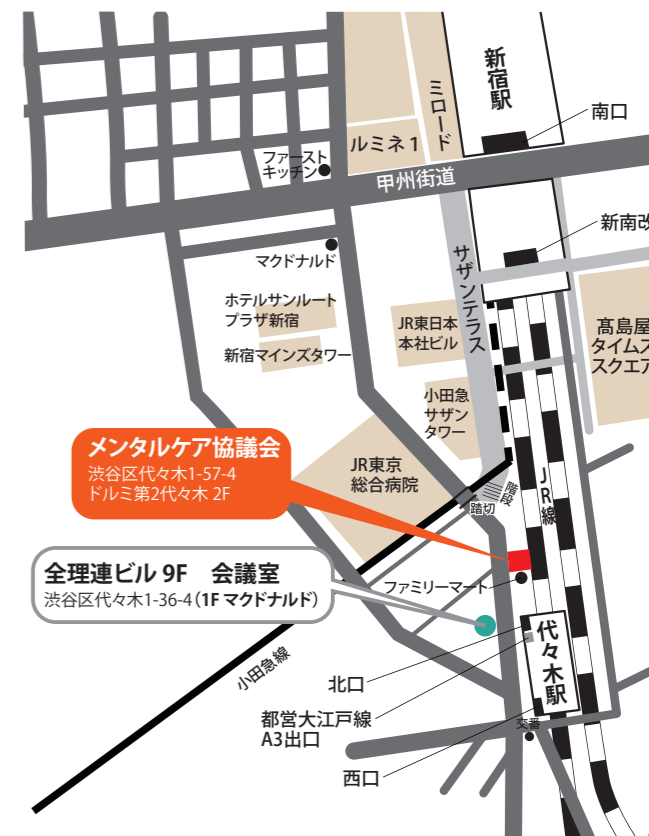 新宿駅
ミロード
南口
ルミネ1
ファースト
キッチン
甲州街道
新南改
マクドナルド
サザンテラス
ホテルサンルート
プラザ新宿
JR東日本
本社ビル
髙島屋
タイムズ
スクエア
新宿マインズタワー
小田急
サザン
タワー
メンタルケア協議会
渋谷区代々木1-57-4
ドルミ第2代々木 2F
JR東京
総合病院
JR線
階段
踏切
全理連ビル 9F 会議室
渋谷区代々木1-36-4(1F マクドナルド)
ファミリーマート
小田急線
代々木駅
北口
都営大江戸線
A3出口
交番
西口